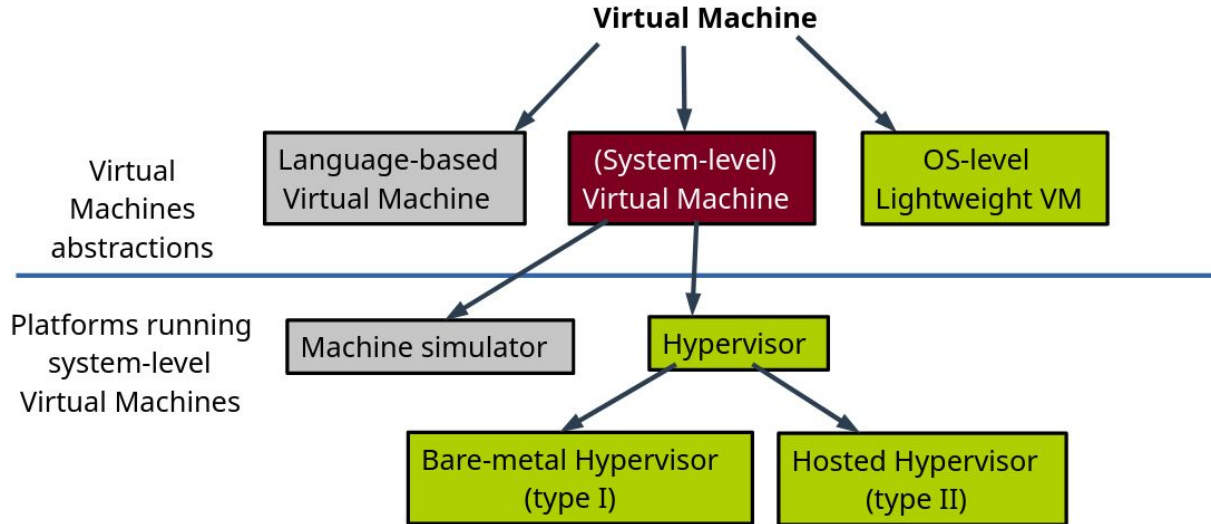 Virtual Machine
Language-based
Virtual Machine
(System-level)
Virtual Machine
OS-level
Lightweight VM
Virtual
Machines
abstractions
Platforms running
system-level
Virtual Machines
Machine simulator
Hypervisor
Bare-metal Hypervisor
(type I)
Hosted Hypervisor
(type II)